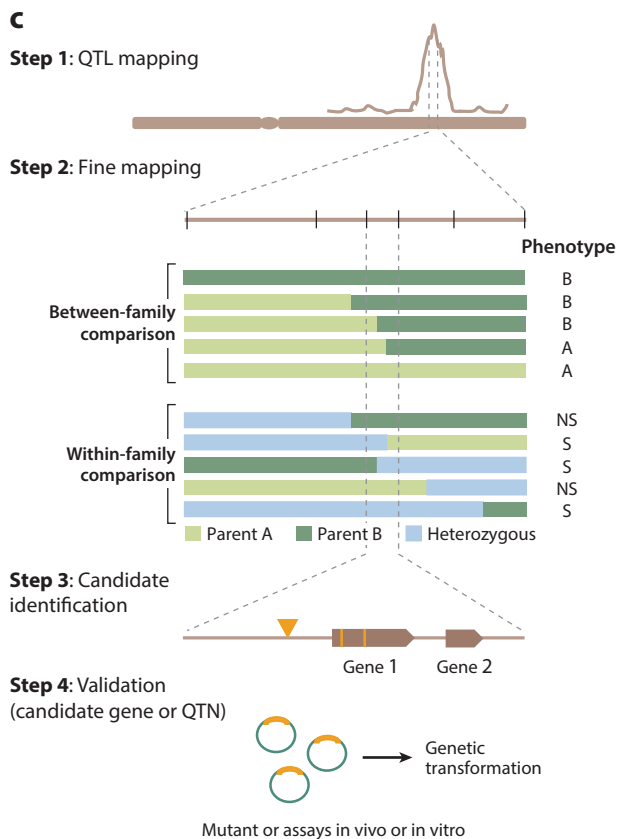 c
Step 1: QTL mapping
Step 2: Fine mapping
Phenotype
Between-family
comparison
B
B
B
A
A
Within-family
comparison
NS
S
S
NS
S
Parent A Parent B Heterozygous
Step 3: Candidate
identification
Gene 1 Gene 2
Step 4: Validation
(candidate gene or QTN)
Genetic
transformation
Mutant or assays in vivo or in vitro